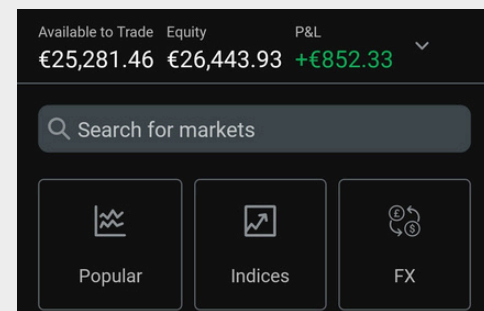 Available to Trade Equity P&L
€25,281.46 €26,443.93 +€852.33
Search for markets
Popular Indices FX